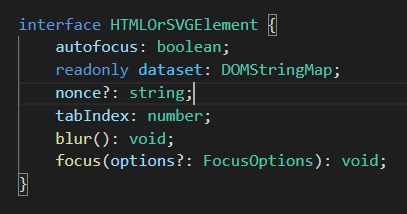 interface HTMLOrSVGElement {
    autofocus: boolean;
    readonly dataset: DOMStringMap;
    nonce?: string;
    tabIndex: number;
    blur(): void;
    focus(options?: FocusOptions): void;
}